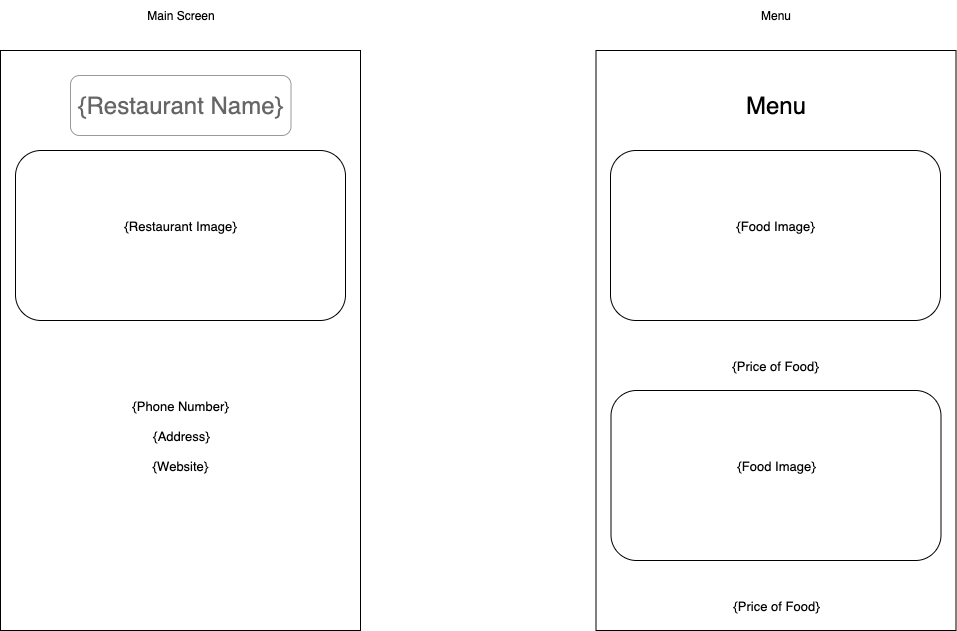 Main Screen
{Restaurant Name}
{Restaurant Image}
{Phone Number}
{Address}
{Website}
Menu
Menu
{Food Image}
{Price of Food}
{Food Image}
{Price of Food}